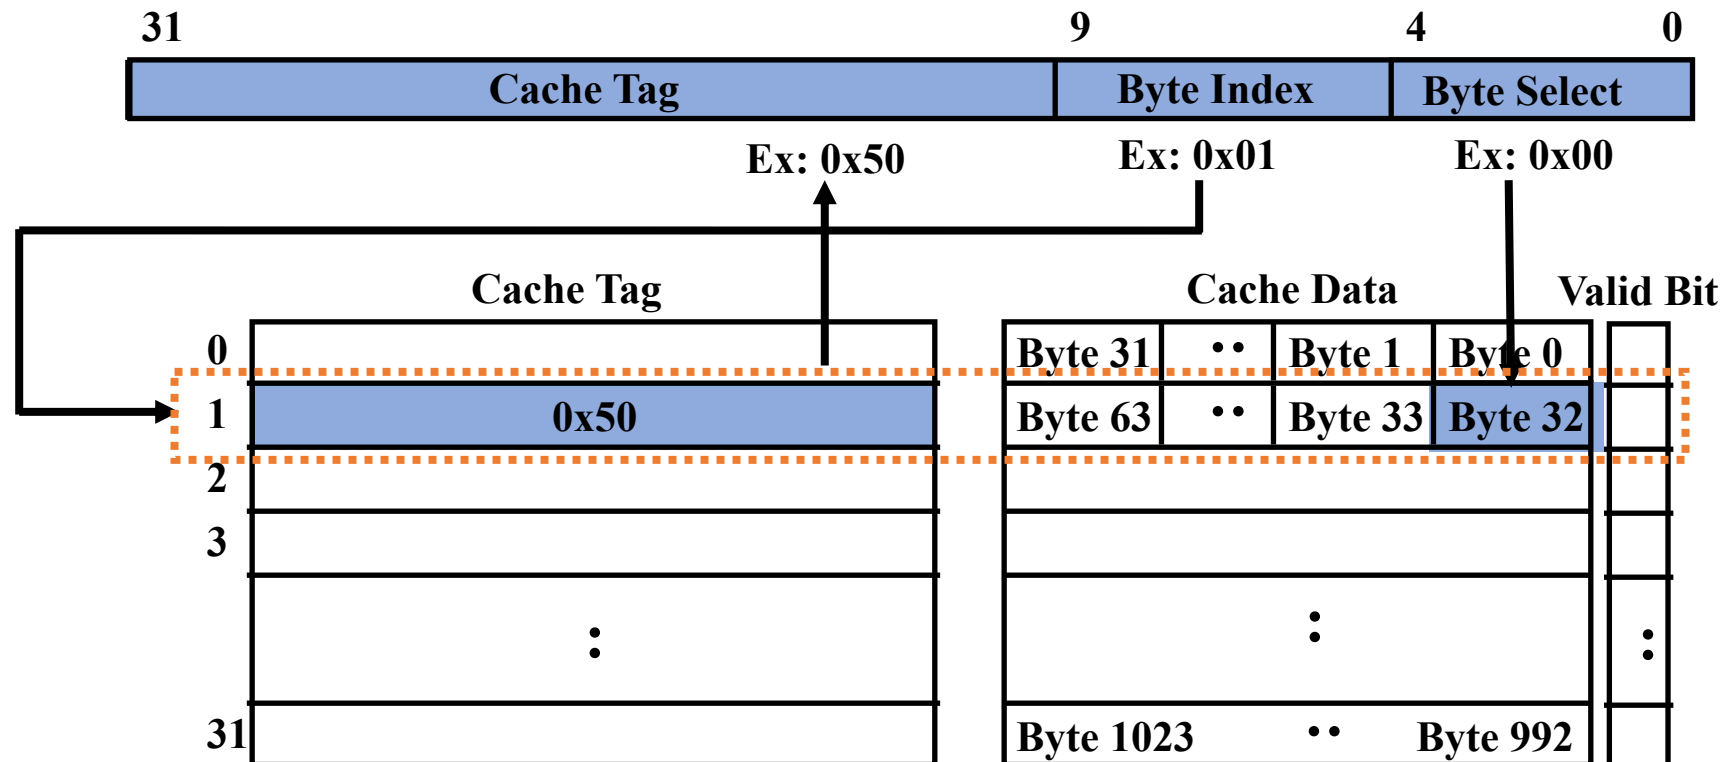 31 9 4 0
Cache Tag Byte Index Byte Select
Ex: 0x50 Ex: 0x01 Ex: 0x00
Cache Tag Cache Data Valid Bit
0 Byte 31 ·· Byte 1 Byte 0
1 0x50 Byte 63 ·· Byte 33 Byte 32
2
3
: : :
31 Byte 1023 ·· Byte 992